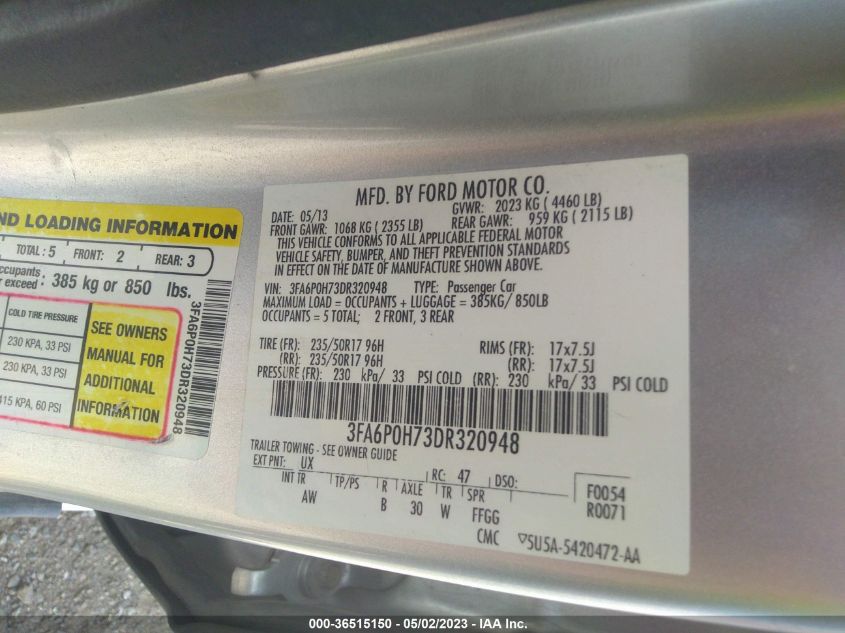 ND LOADING INFORMATION
TOTAL: 5 FRONT: 2 REAR: 3
ccupants
r exceed: 385 kg or 850 lbs.
COLD TIRE PRESSURE
230 KPA, 33 PSI
230 KPA, 33 PSI
415 KPA, 60 PSI
SEE OWNERS
MANUAL FOR
ADDITIONAL
INFORMATION
3FA6P0H73DR320948
MFD. BY FORD MOTOR CO.
DATE: 05/13 GVWR: 2023 KG ( 4460 LB)
FRONT GAWR: 1068 KG ( 2355 LB) REAR GAWR: 959 KG ( 2115 LB)
THIS VEHICLE CONFORMS TO ALL APPLICABLE FEDERAL MOTOR
VEHICLE SAFETY, BUMPER, AND THEFT PREVENTION STANDARDS
IN EFFECT ON THE DATE OF MANUFACTURE SHOWN ABOVE.
VIN: 3FA6P0H73DR320948 TYPE: Passenger Car
MAXIMUM LOAD = OCCUPANTS + LUGGAGE = 385KG/ 850LB
OCCUPANTS = 5 TOTAL; 2 FRONT, 3 REAR
TIRE (FR): 235/50R17 96H RIMS (FR): 17x7.5J
(RR): 235/50R17 96H (RR): 17x7.5J
PRESSURE (FR): 230 kPa/ 33 PSI COLD (RR): 230 kPa/ 33 PSI COLD
3FA6P0H73DR320948
TRAILER TOWING - SEE OWNER GUIDE
EXT PNT: UX RC: 47 DSO:
INT TR TP/PS R AXLE TR SPR
AW B 30 W FFGG
F0054
R0071
CMC ▽5U5A-5420472-AA
000-36515150 - 05/02/2023 - IAA Inc.